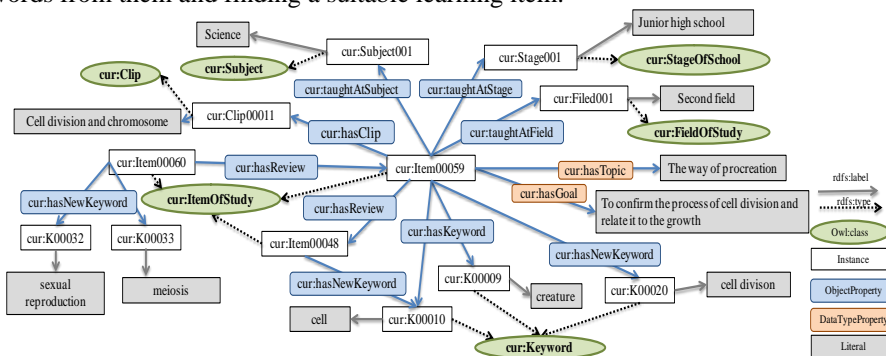 words from them and finding a suitable learning item.
Science
cur:Subject001
cur:Stage001
Junior high school
cur:Clip
cur:Subject
cur:StageOfSchool
cur:taughtAtSubject
cur:taughtAtStage
cur:Clip00011
cur:Filed001
Second field
Cell division and chromosome
cur:hasClip
cur:taughtAtField
cur:FieldOfStudy
cur:Item00060
cur:hasReview
cur:Item00059
cur:hasTopic
The way of procreation
rdfs:label
cur:hasNewKeyword
cur:ItemOfStudy
cur:hasReview
cur:hasGoal
To confirm the process of cell division and
relate it to the growth
rdfs:type
cur:K00032
cur:K00033
cur:Item00048
cur:hasKeyword
cur:hasNewKeyword
Owl:class
Instance
sexual
reproduction
meiosis
cur:hasNewKeyword
cur:K00009
creature
cur:K00020
cell divison
ObjectProperty
cell
cur:K00010
DataTypeProperty
cur:Keyword
Literal